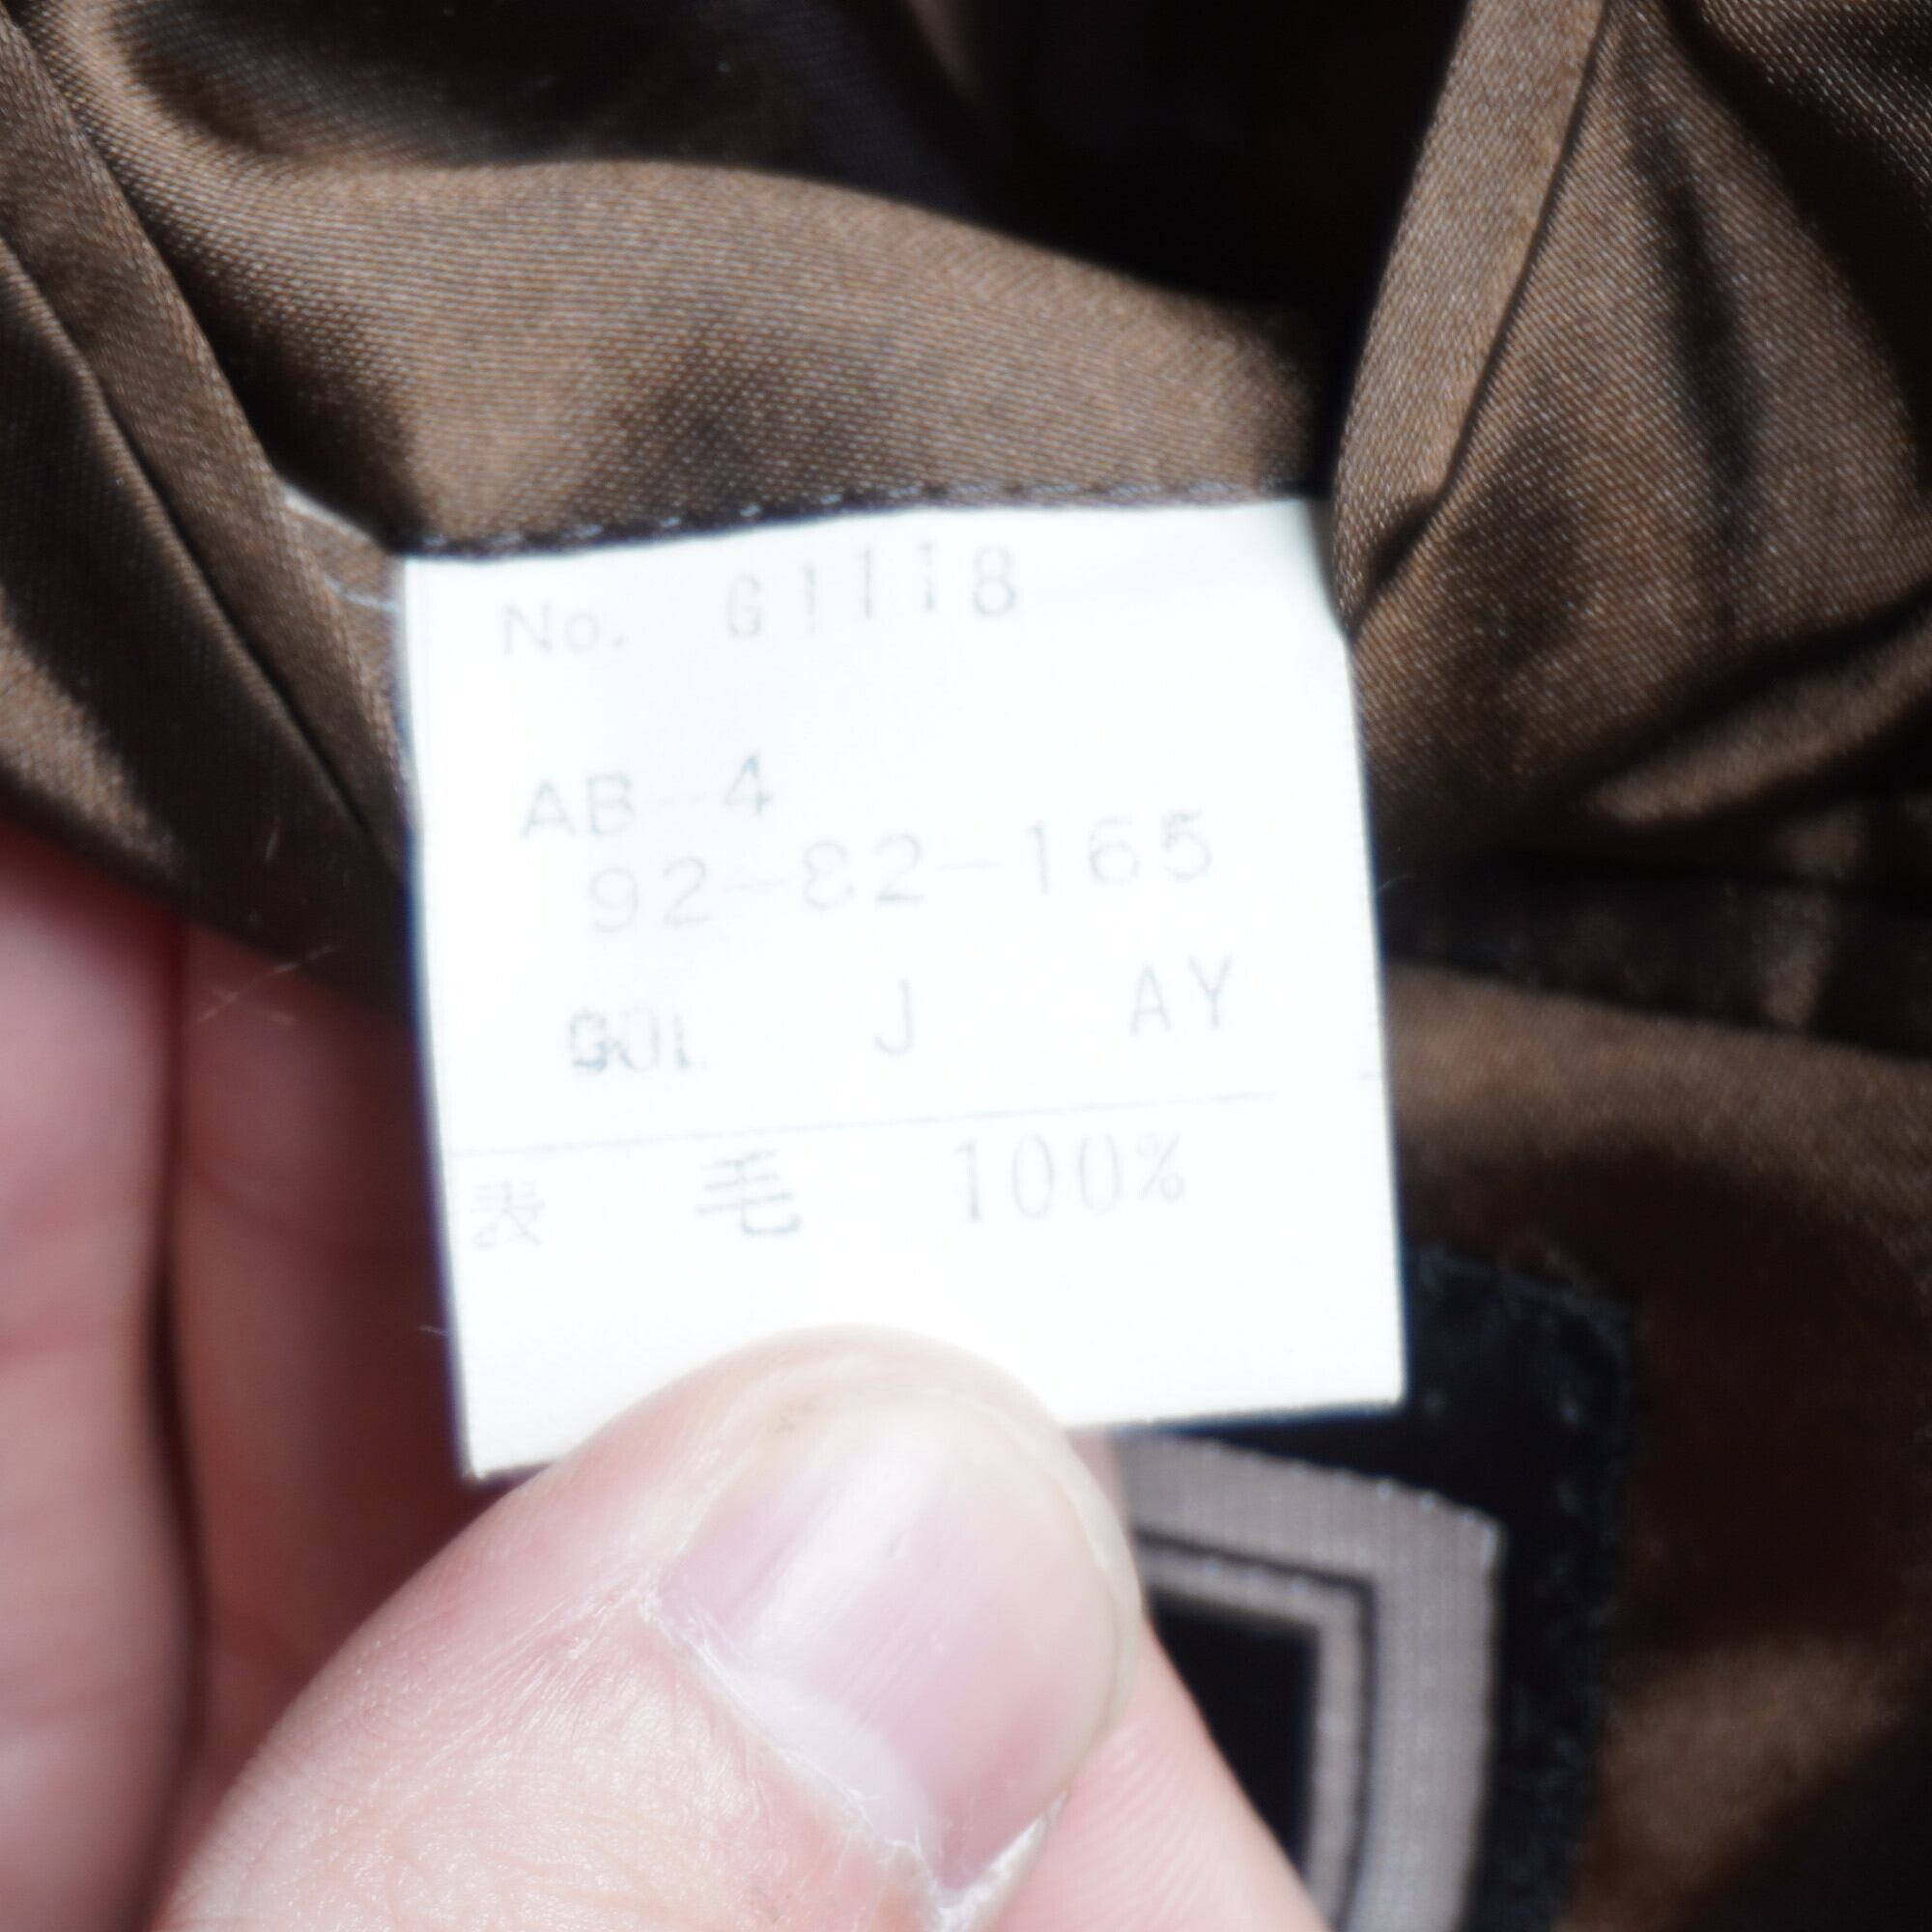 No. G1118
AB-4
92-82-165
COL J AY
表 毛 100%